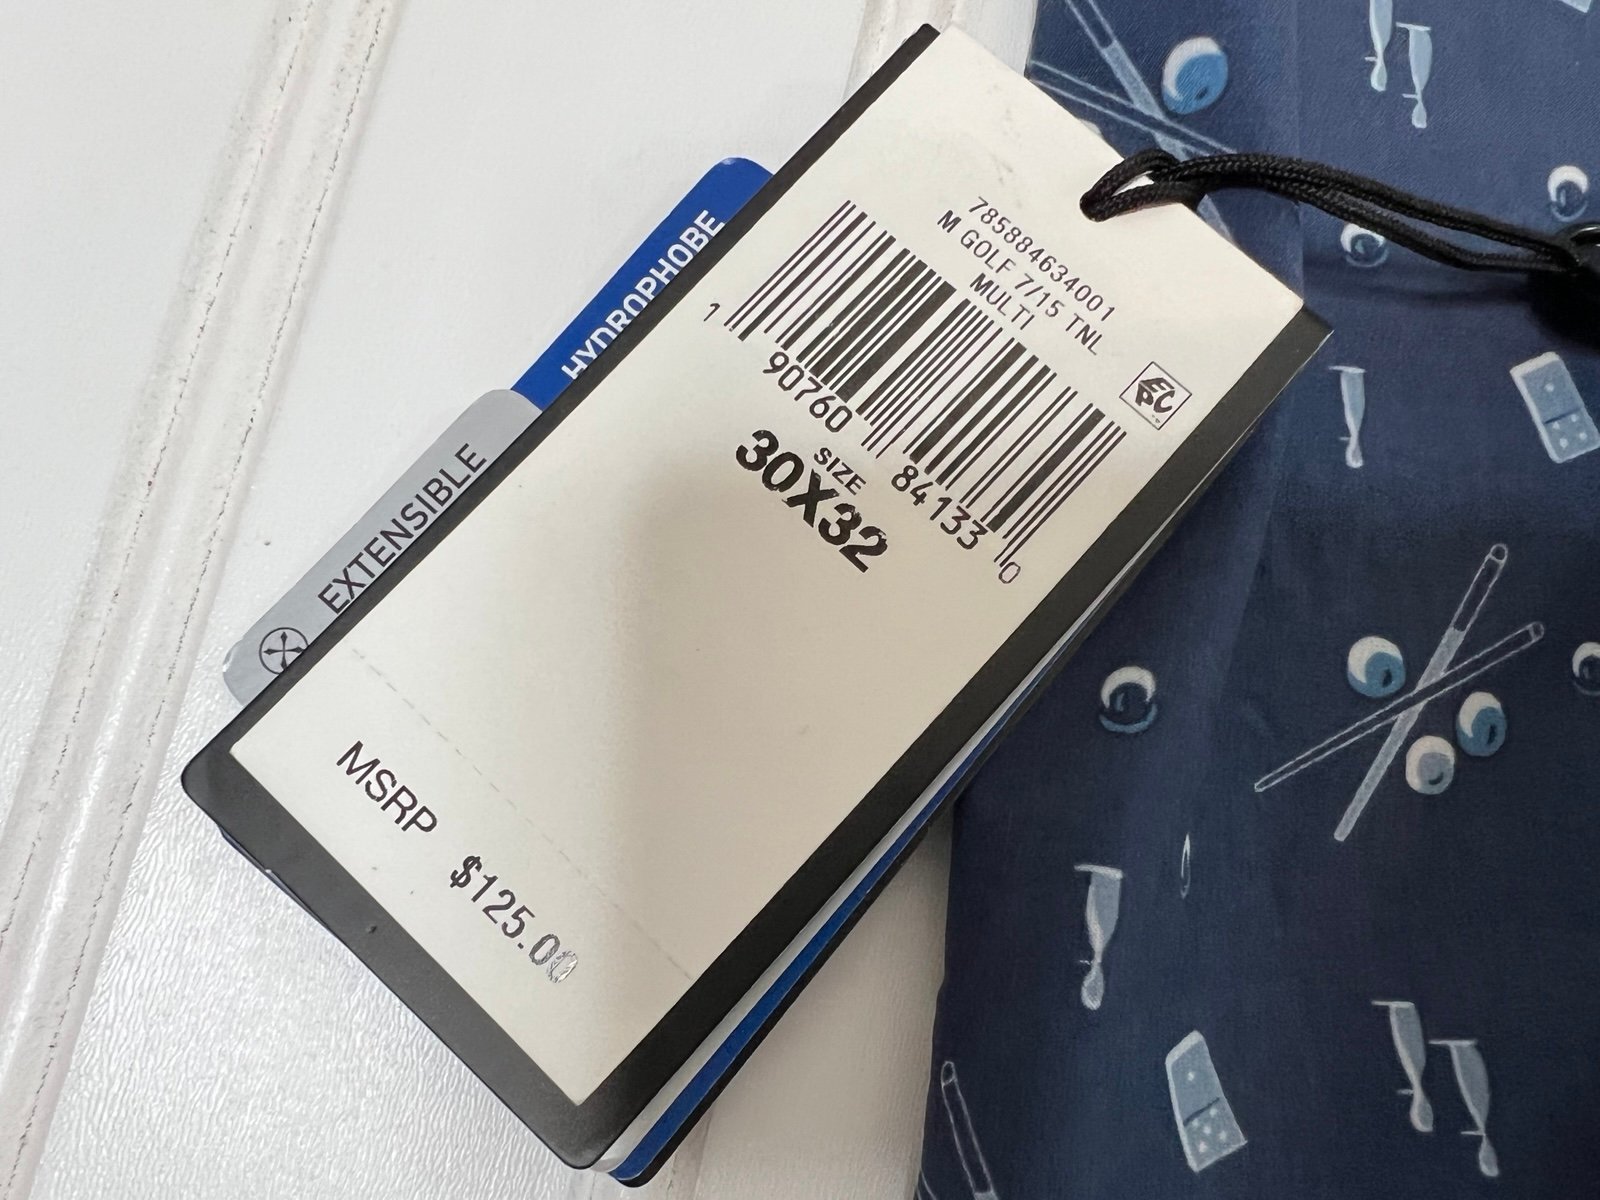 785884634001
M GOLF 7/15 TNL
MULTI
1 90760 84133 0
SIZE
30X32
MSRP $125.00
HYDROPHOBE
EXTENSIBLE